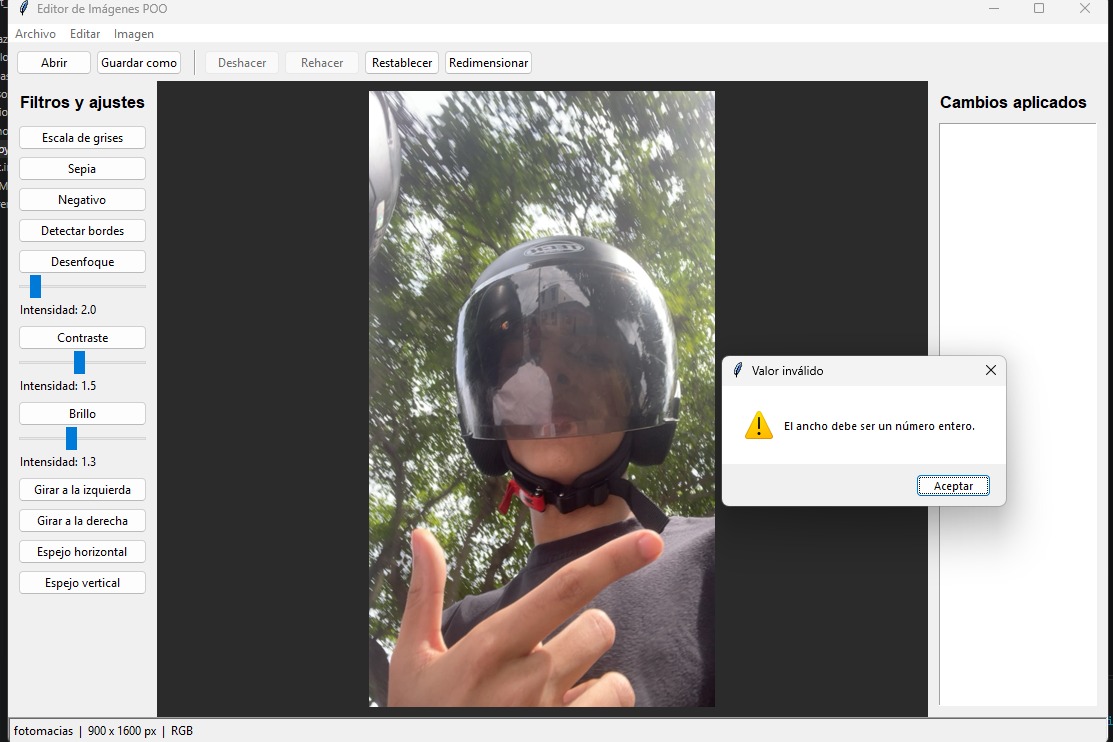 Editor de Imágenes POO
Archivo Editar Imagen
Abrir Guardar como Deshacer Rehacer Restablecer Redimensionar
Filtros y ajustes
Escala de grises
Sepia
Negativo
Detectar bordes
Desenfoque
Intensidad: 2.0
Contraste
Intensidad: 1.5
Brillo
Intensidad: 1.3
Girar a la izquierda
Girar a la derecha
Espejo horizontal
Espejo vertical
Cambios aplicados
Valor inválido
El ancho debe ser un número entero.
Aceptar
fotomacias | 900 x 1600 px | RGB